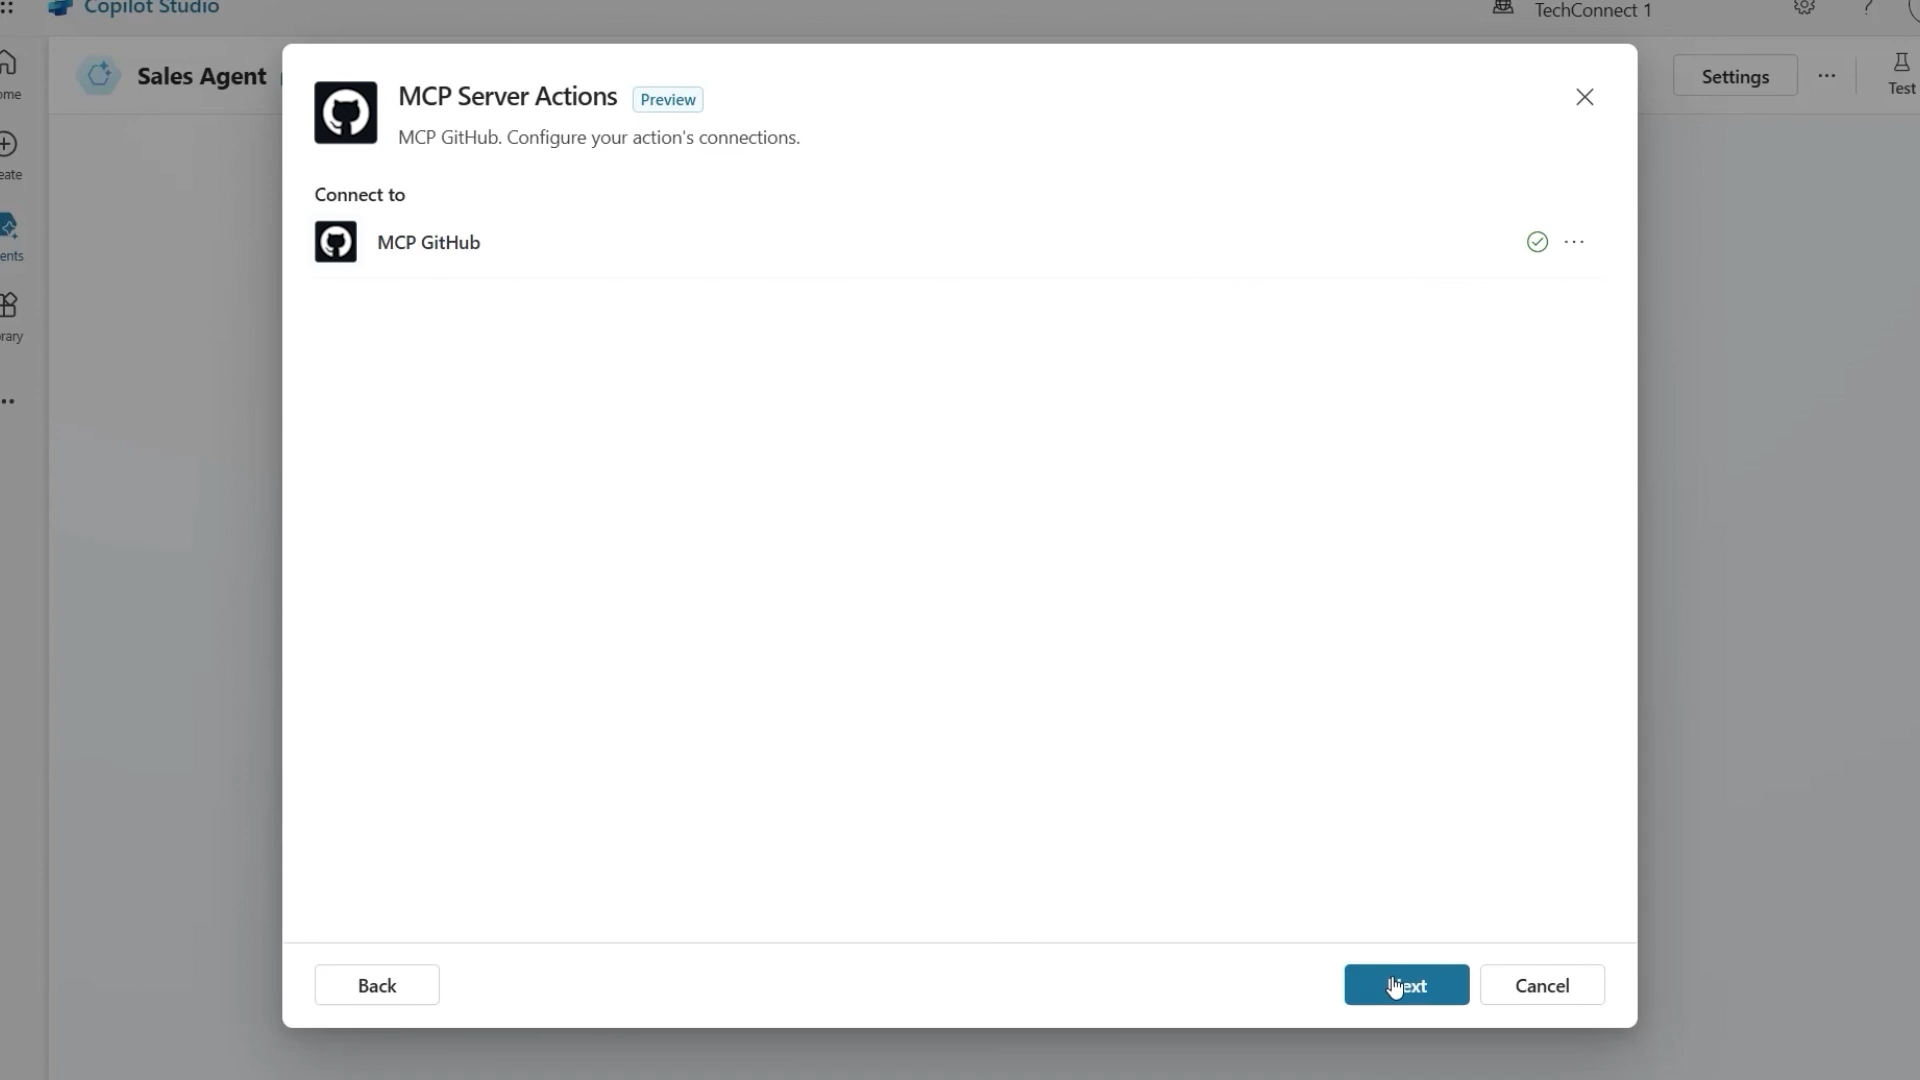 Copilot Studio
TechConnect 1
Sales Agent
Settings
Test
MCP Server Actions
Preview
MCP GitHub. Configure your action's connections.
Connect to
MCP GitHub
Back
Next
Cancel
ome
eate
ents
rary